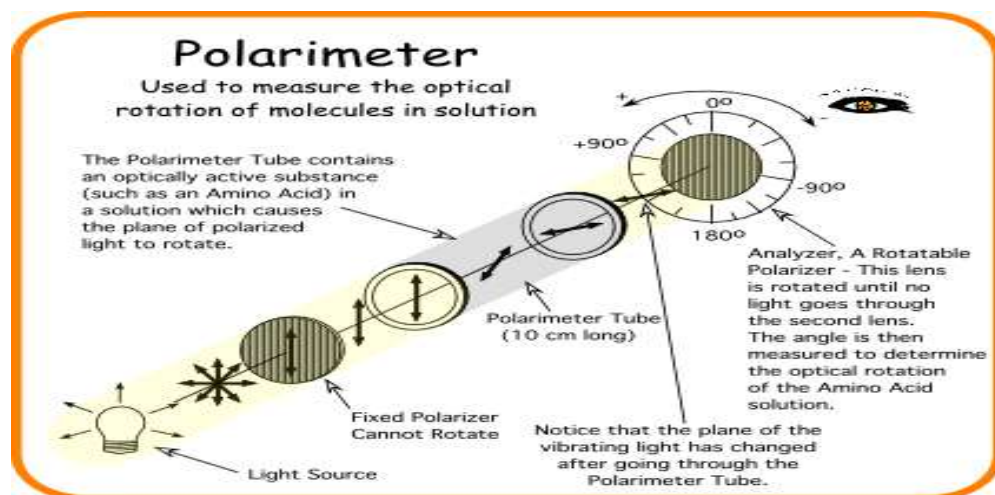 Polarimeter
Used to measure the optical
rotation of molecules in solution
The Polarimeter Tube contains
an optically active substance
(such as an Amino Acid) in
a solution which causes
the plane of polarized
light to rotate.
+
0º
-
+90º
-90º
180º
Analyzer, A Rotatable
Polarizer - This lens
is rotated until no
light goes through
the second lens.
The angle is then
measured to determine
the optical rotation
of the Amino Acid
solution.
Polarimeter Tube
(10 cm long)
Fixed Polarizer
Cannot Rotate
Notice that the plane of the
vibrating light has changed
after going through the
Polarimeter Tube.
Light Source